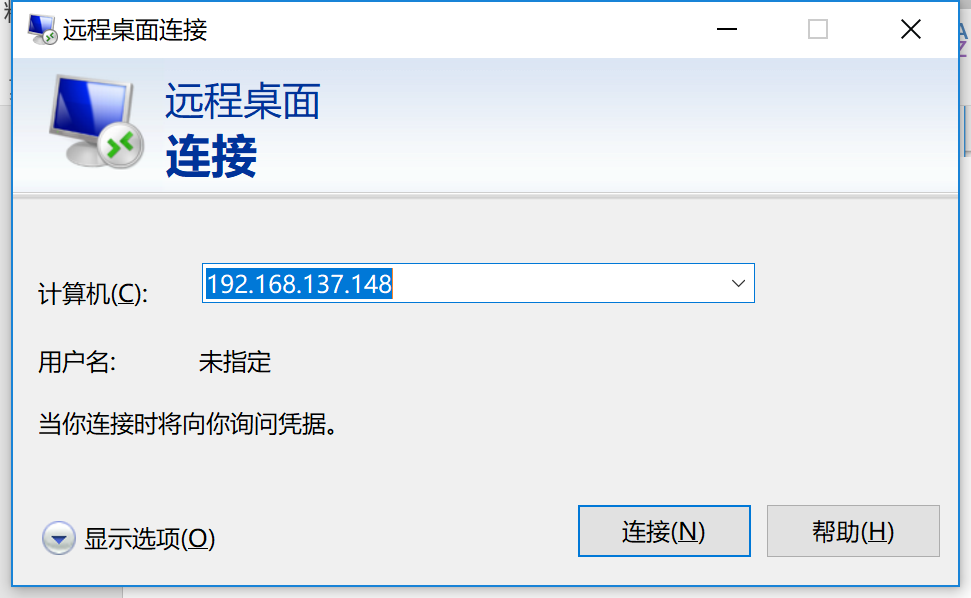 远程桌面连接
远程桌面
连接
计算机(C):
192.168.137.148
用户名:
未指定
当你连接时将向你询问凭据。
显示选项(O)
连接(N)
帮助(H)